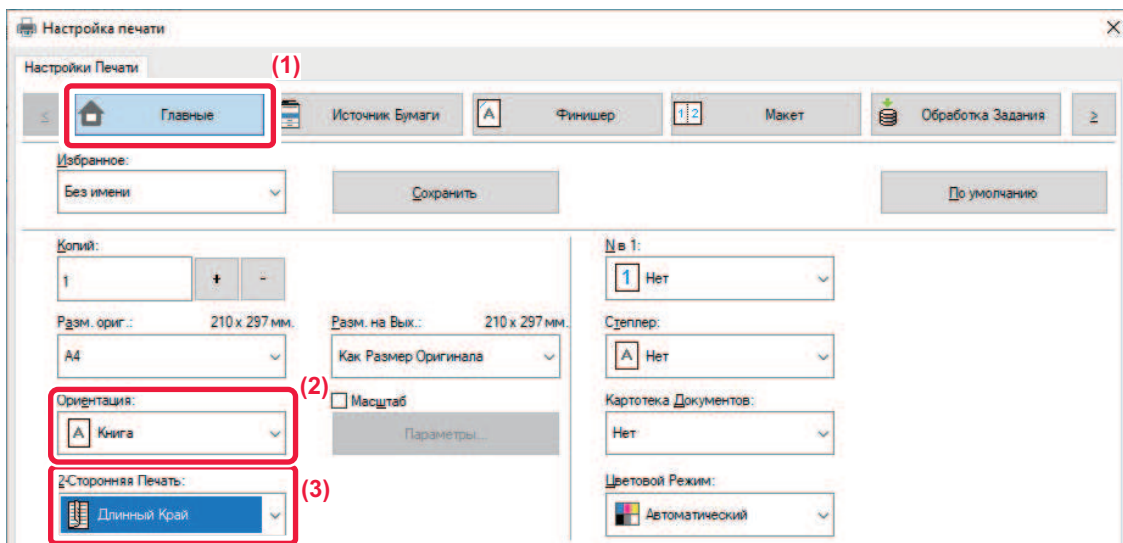 Настройка печати
Настройки Печати
(1)
<
Главные
Источник Бумаги
A
Финишер
1 2
Макет
Обработка Задания
>
Избранное:
Без имени
Сохранить
По умолчанию
Копий:
1
+
-
N в 1:
1 Нет
Разм. ориг.: 210 x 297 мм.
A4
Разм. на Вых.: 210 x 297 мм.
Как Размер Оригинала
Степлер:
A Нет
(2)
Ориентация:
A Книга
Масштаб
Параметры...
Картотека Документов:
Нет
(3)
2-Сторонняя Печать:
Длинный Край
Цветовой Режим:
Автоматический